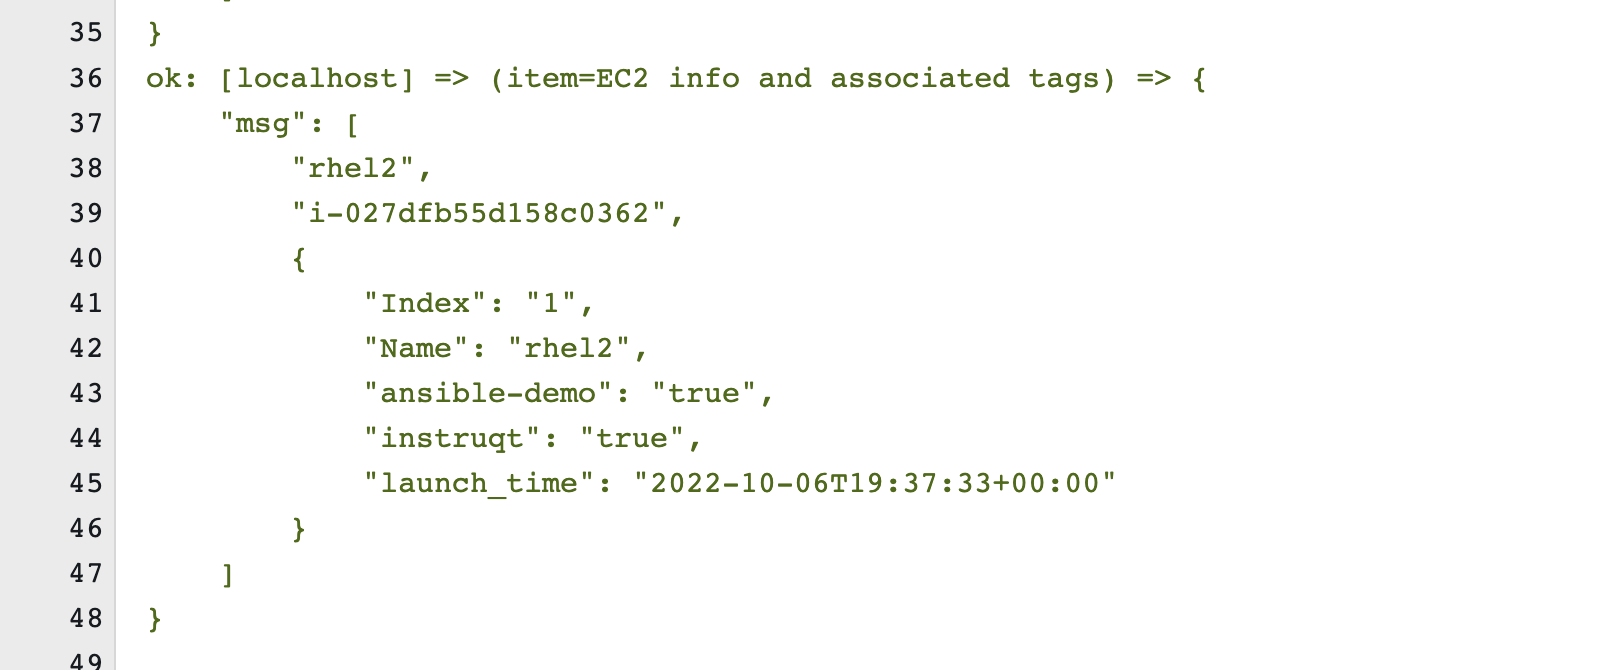 35 }
36 ok: [localhost] => (item=EC2 info and associated tags) => {
37 "msg": [
38 "rhel2",
39 "i-027dfb55d158c0362",
40 {
41 "Index": "1",
42 "Name": "rhel2",
43 "ansible-demo": "true",
44 "instruqt": "true",
45 "launch_time": "2022-10-06T19:37:33+00:00"
46 }
47 ]
48 }
49